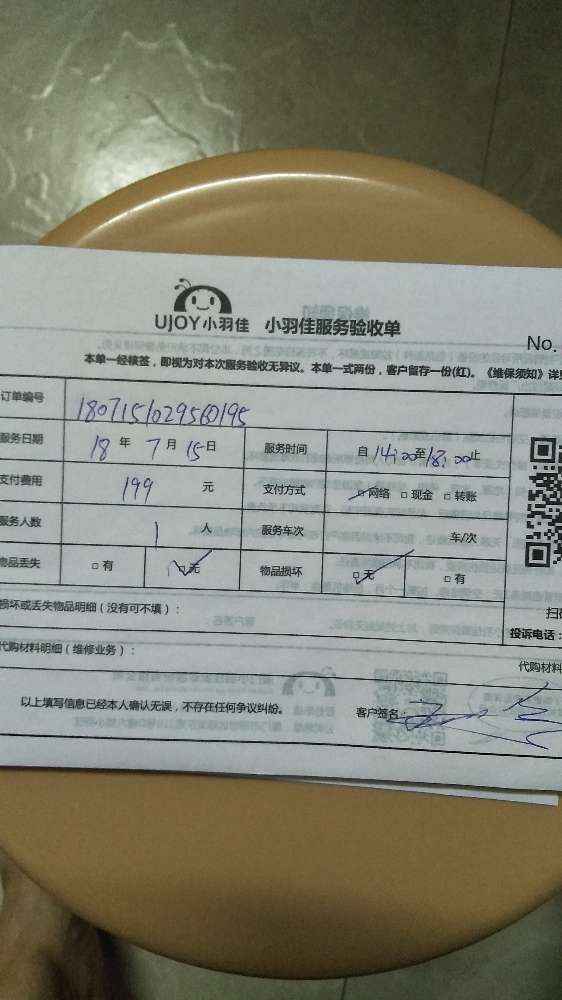 UJOY小羽佳 小羽佳服务验收单
No.
本单一经核签,即视为对本次服务验收无异议。本单一式两份,客户留存一份(红)。《维保须知》详见
订单编号 180715102956195
服务日期 18 年 7 月 15 日 服务时间 自 14:00 至 18:00 止
支付费用 199 元 支付方式 □网络 □现金 □转账
服务人数 1 人 服务车次 车/次
物品丢失 □有 □无 物品损坏 □无 □有
损坏或丢失物品明细(没有可不填):
投诉电话:
代购材料明细(维修业务): 代购材料
以上填写信息已经本人确认无误,不存在任何争议纠纷。 客户签名: